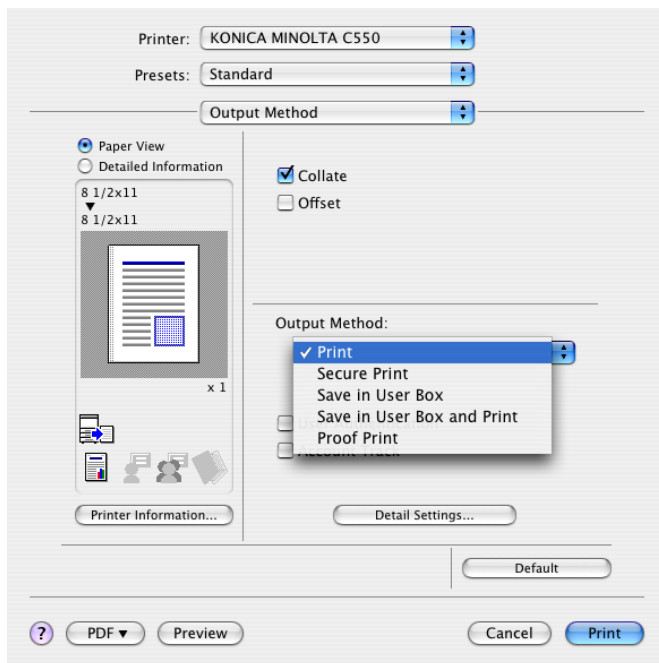 Printer: KONICA MINOLTA C550
Presets: Standard
Output Method
Paper View
Detailed Information
8 1/2x11
8 1/2x11
x 1
Printer Information...
Collate
Offset
Output Method:
✓ Print
Secure Print
Save in User Box
Save in User Box and Print
Proof Print
Account Track
Detail Settings...
Default
?
PDF ▼
Preview
Cancel
Print